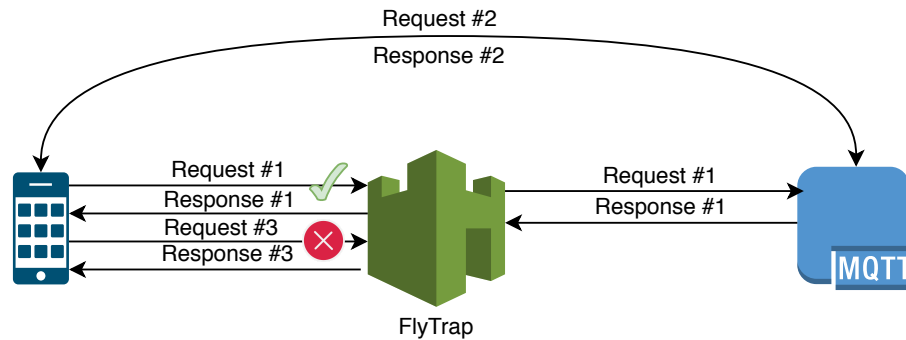 Request #2
Response #2
Request #1
Response #1
Request #3
Response #3
Request #1
Response #1
MQTT
FlyTrap